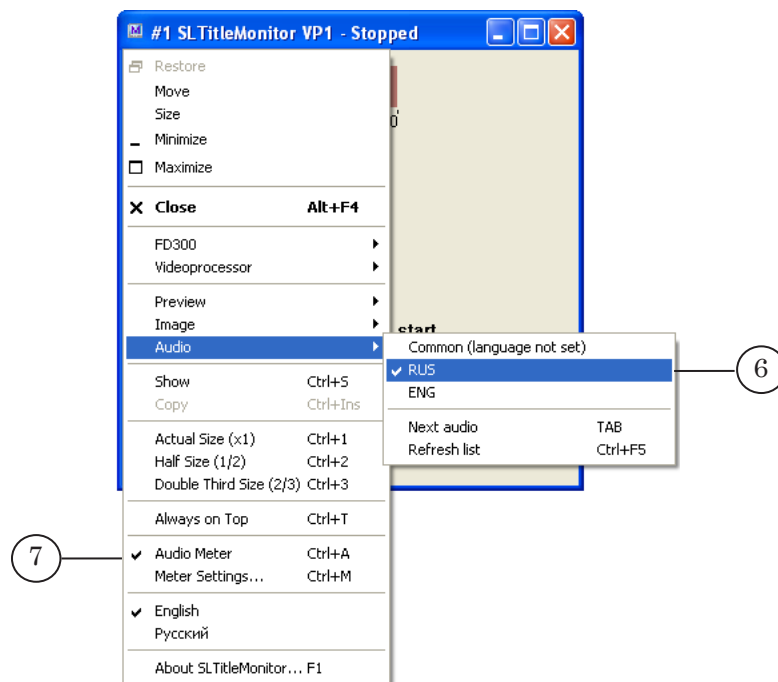 #1 SLTitleMonitor VP1 - Stopped
Restore
Move
Size
Minimize
Maximize
Close Alt+F4
FD300
Videoprocessor
Preview
Image
start
Audio
Common (language not set)
RUS
ENG
Next audio TAB
Refresh list Ctrl+F5
6
Show Ctrl+S
Copy Ctrl+Ins
Actual Size (x1) Ctrl+1
Half Size (1/2) Ctrl+2
Double Third Size (2/3) Ctrl+3
Always on Top Ctrl+T
7
Audio Meter Ctrl+A
Meter Settings... Ctrl+M
English
Русский
About SLTitleMonitor... F1